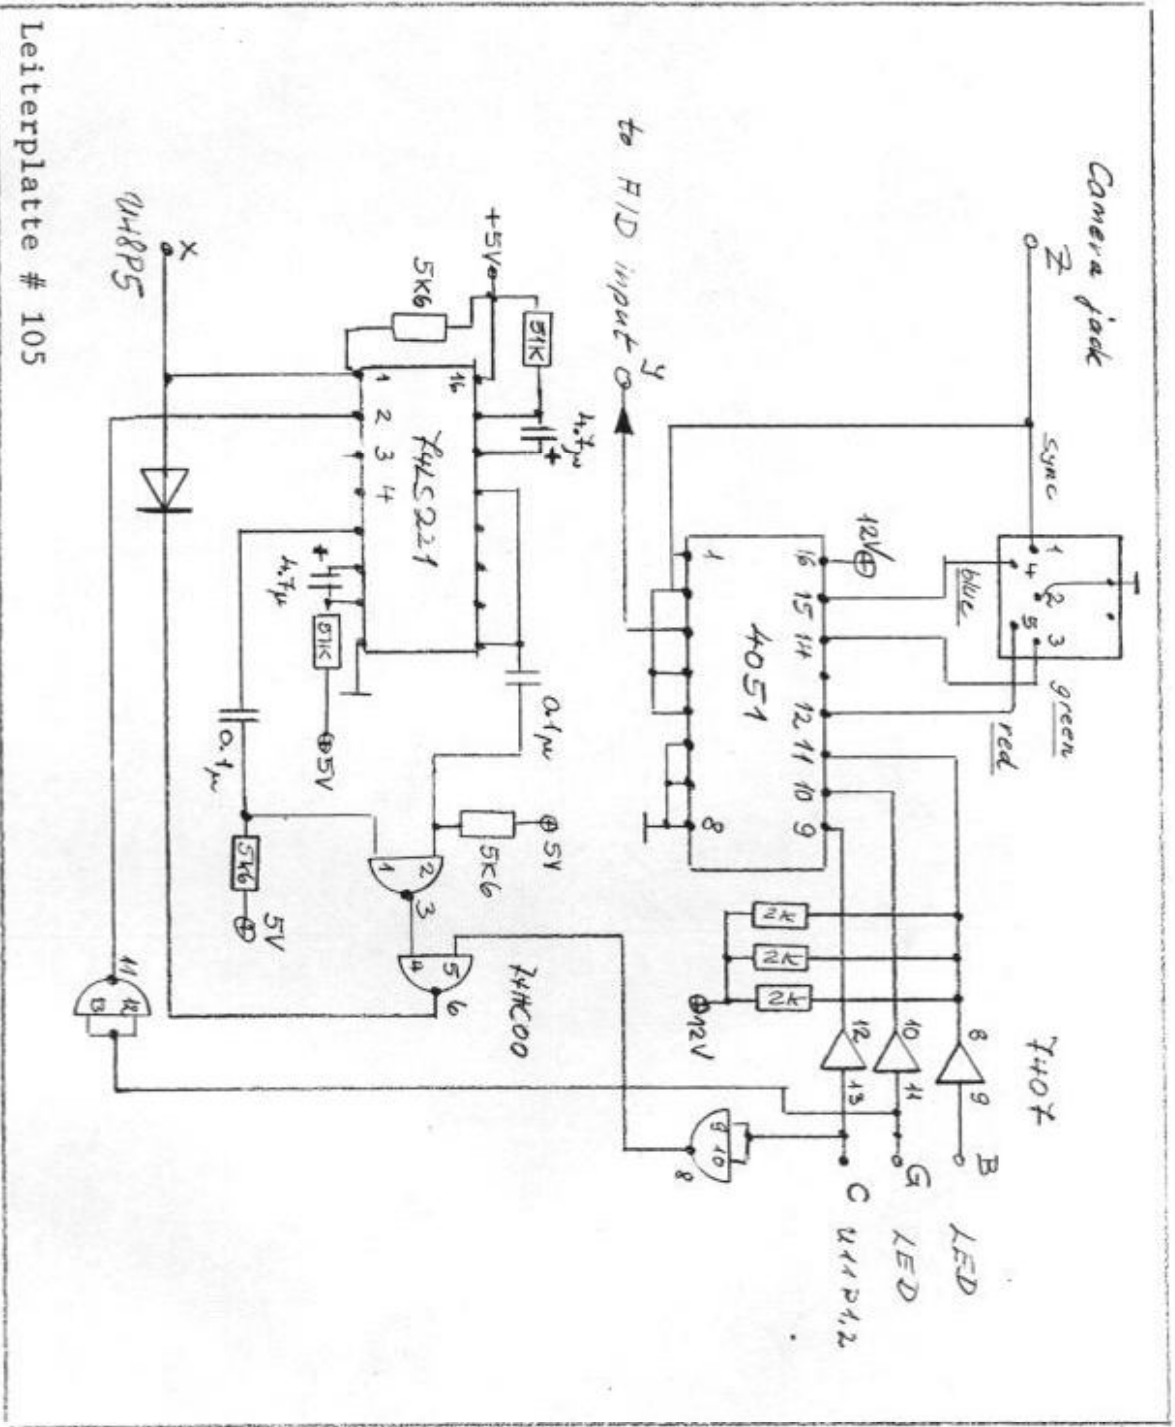 Camera jack
Z
sync
1
4
2
5
3
blue
green
red
12V
16
15
14
12
11
10
9
1
8
4051
to A/D input
y
2K
2K
2K
12V
7407
8
9
10
11
12
13
B
G
C
LED
LED
U11P1,2
+5V
51K
4.7µ
+
5K6
1
2
3
4
16
74LS221
+
4.7µ
51K
5V
0.1µ
0.1µ
5K6
5V
5K6
5V
1
2
3
4
5
6
74HC00
9
10
8
11
12
13
X
U48P5
Leiterplatte # 105